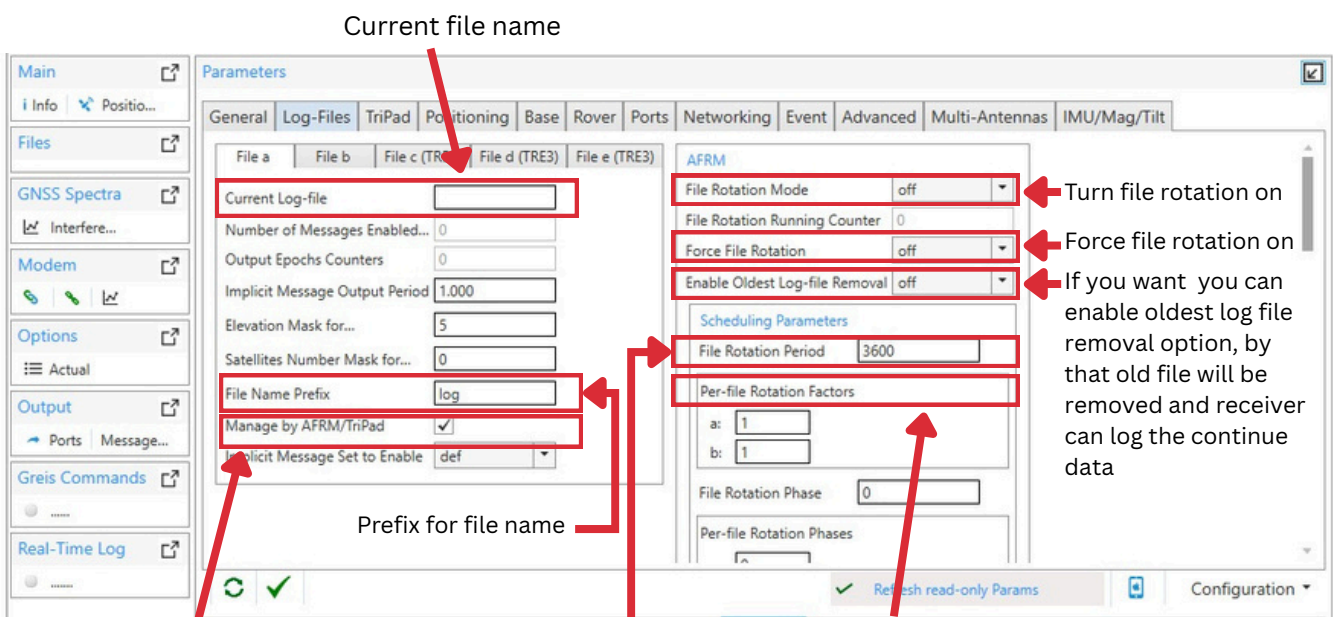 Current file name
Main
Info Positio...
Files
GNSS Spectra
Interfere...
Modem
Options
Actual
Output
Ports Message...
Greis Commands
......
Real-Time Log
.......
Parameters
General Log-Files TriPad Positioning Base Rover Ports Networking Event Advanced Multi-Antennas IMU/Mag/Tilt
File a File b File c (TRE3) File d (TRE3) File e (TRE3)
Current Log-file
Number of Messages Enabled... 0
Output Epochs Counters 0
Implicit Message Output Period 1.000
Elevation Mask for... 5
Satellites Number Mask for... 0
File Name Prefix log
Manage by AFRM/TriPad
Implicit Message Set to Enable def
Prefix for file name
AFRM
File Rotation Mode off
File Rotation Running Counter 0
Force File Rotation off
Enable Oldest Log-file Removal off
Scheduling Parameters
File Rotation Period 3600
Per-file Rotation Factors
a: 1
b: 1
File Rotation Phase 0
Per-file Rotation Phases
Turn file rotation on
Force file rotation on
If you want you can
enable oldest log file
removal option, by
that old file will be
removed and receiver
can log the continue
data
Refresh read-only Params
Configuration